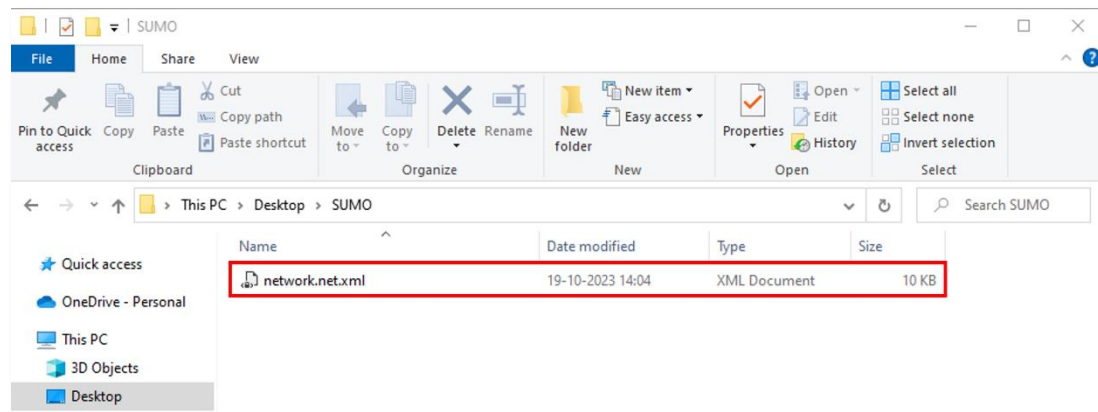 SUMO
File Home Share View
Pin to Quick access
Copy
Paste
Cut
Copy path
Paste shortcut
Clipboard
Move to
Copy to
Delete
Rename
Organize
New folder
New item
Easy access
New
Properties
Open
Edit
History
Open
Select all
Select none
Invert selection
Select
This PC > Desktop > SUMO
Search SUMO
Name Date modified Type Size
network.net.xml 19-10-2023 14:04 XML Document 10 KB
Quick access
OneDrive - Personal
This PC
3D Objects
Desktop